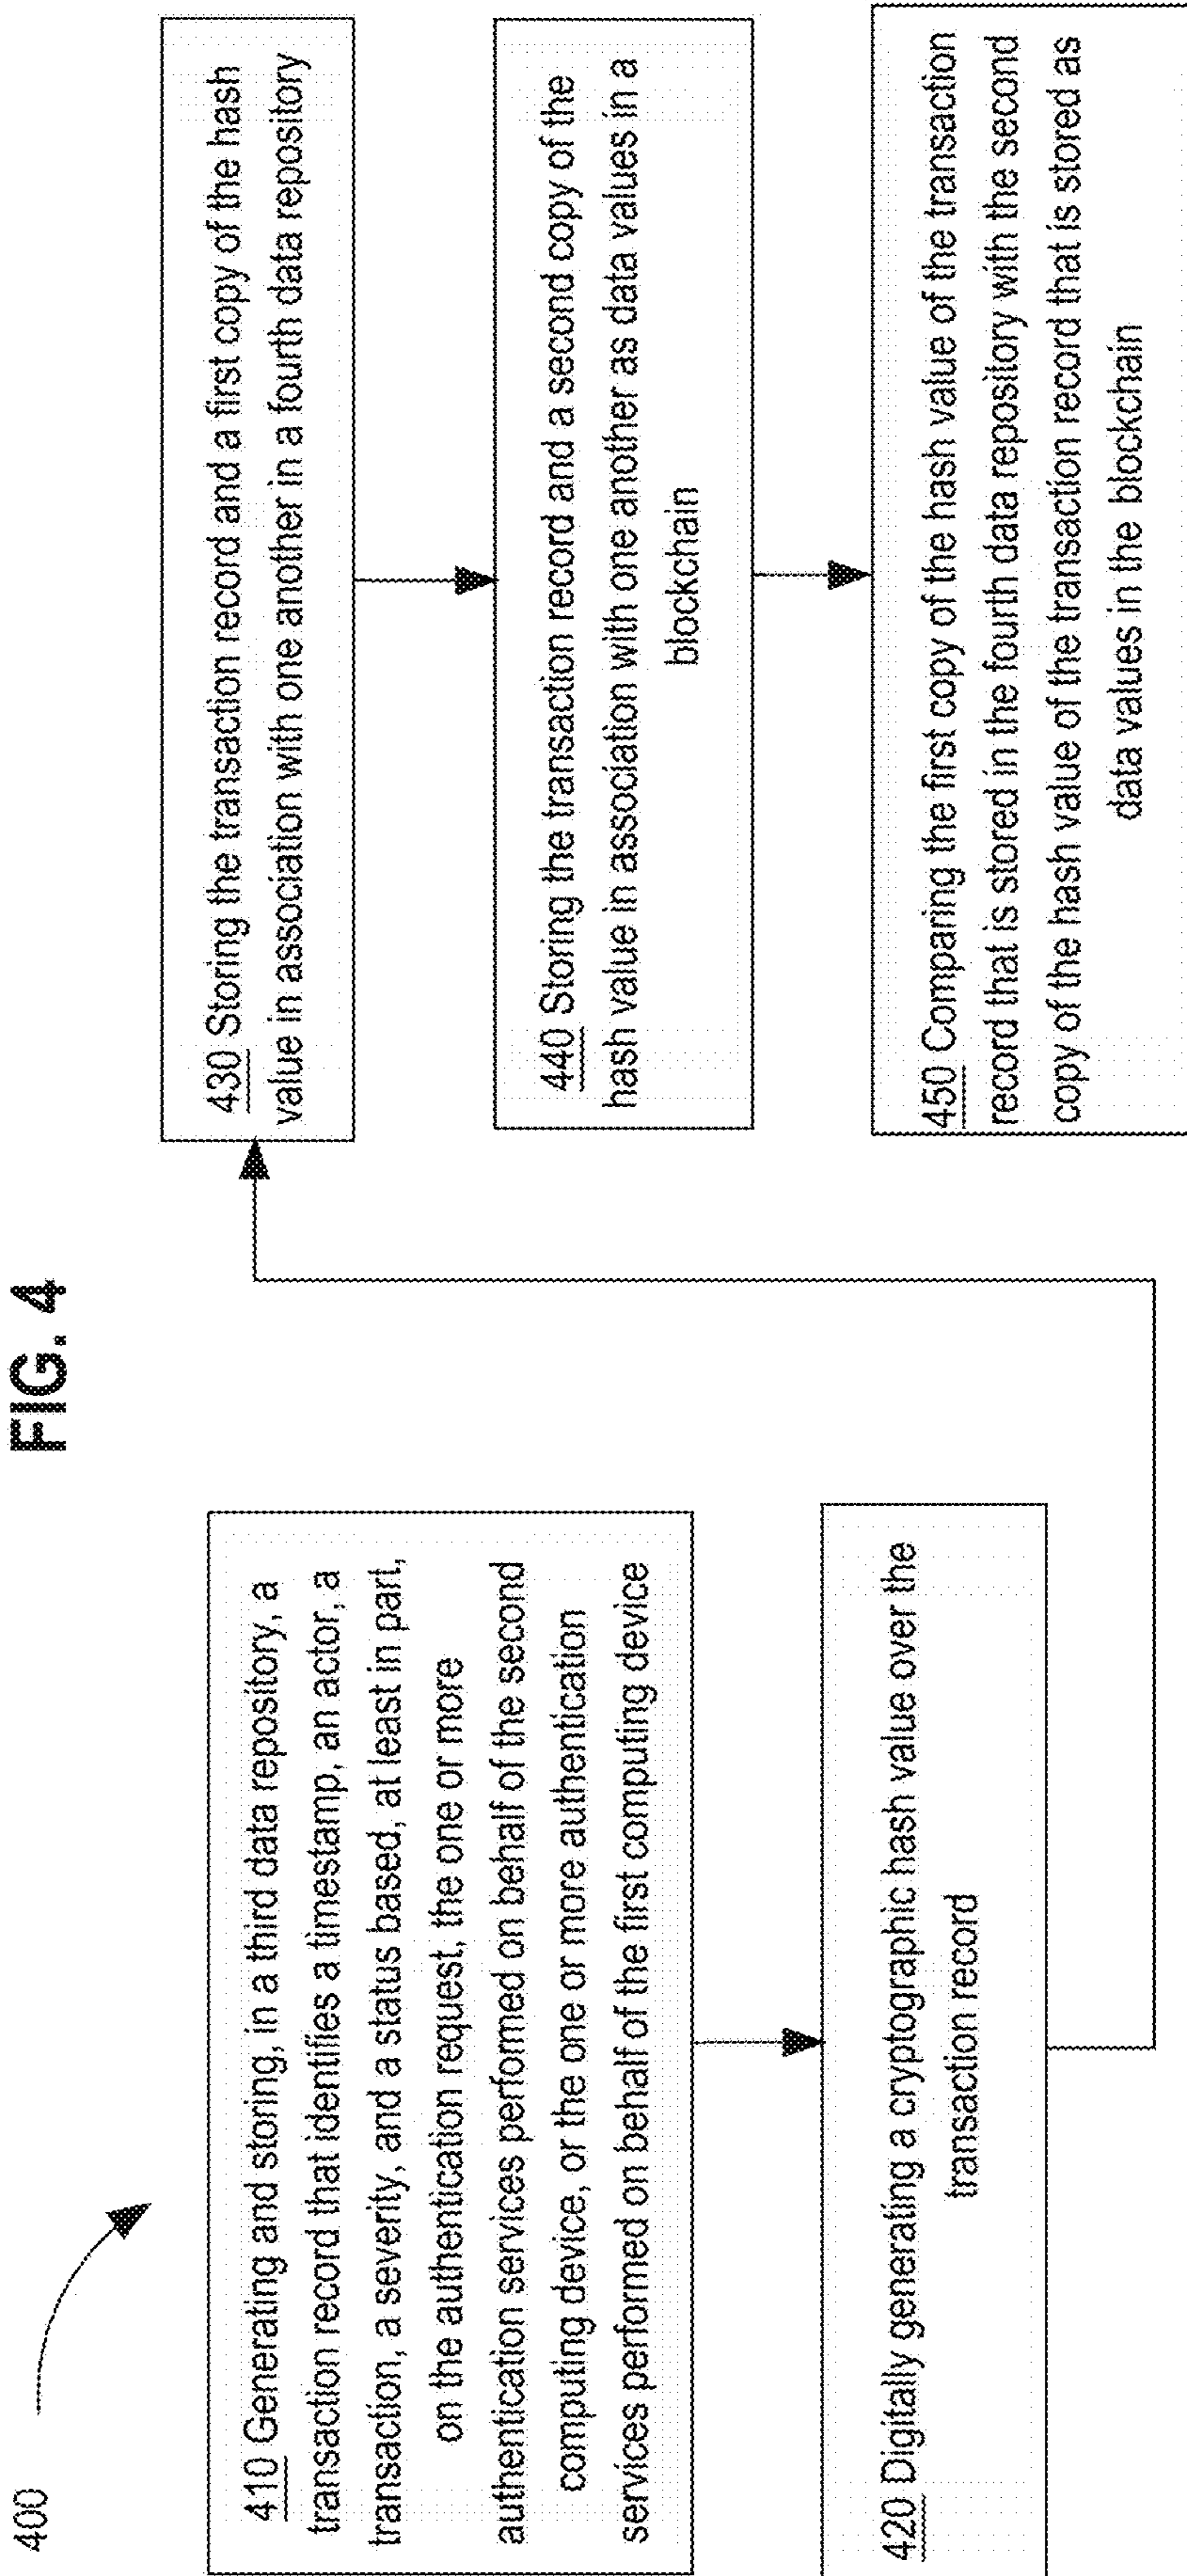 FIG. 4
400
410 Generating and storing, in a third data repository, a
transaction record that identifies a timestamp, an actor, a
transaction, a severity, and a status based, at least in part,
on the authentication request, the one or more
authentication services performed on behalf of the second
computing device, or the one or more authentication
services performed on behalf of the first computing device
420 Digitally generating a cryptographic hash value over the
transaction record
430 Storing the transaction record and a first copy of the hash
value in association with one another in a fourth data repository
440 Storing the transaction record and a second copy of the
hash value in association with one another as data values in a
blockchain
450 Comparing the first copy of the hash value of the transaction
record that is stored in the fourth data repository with the second
copy of the hash value of the transaction record that is stored as
data values in the blockchain